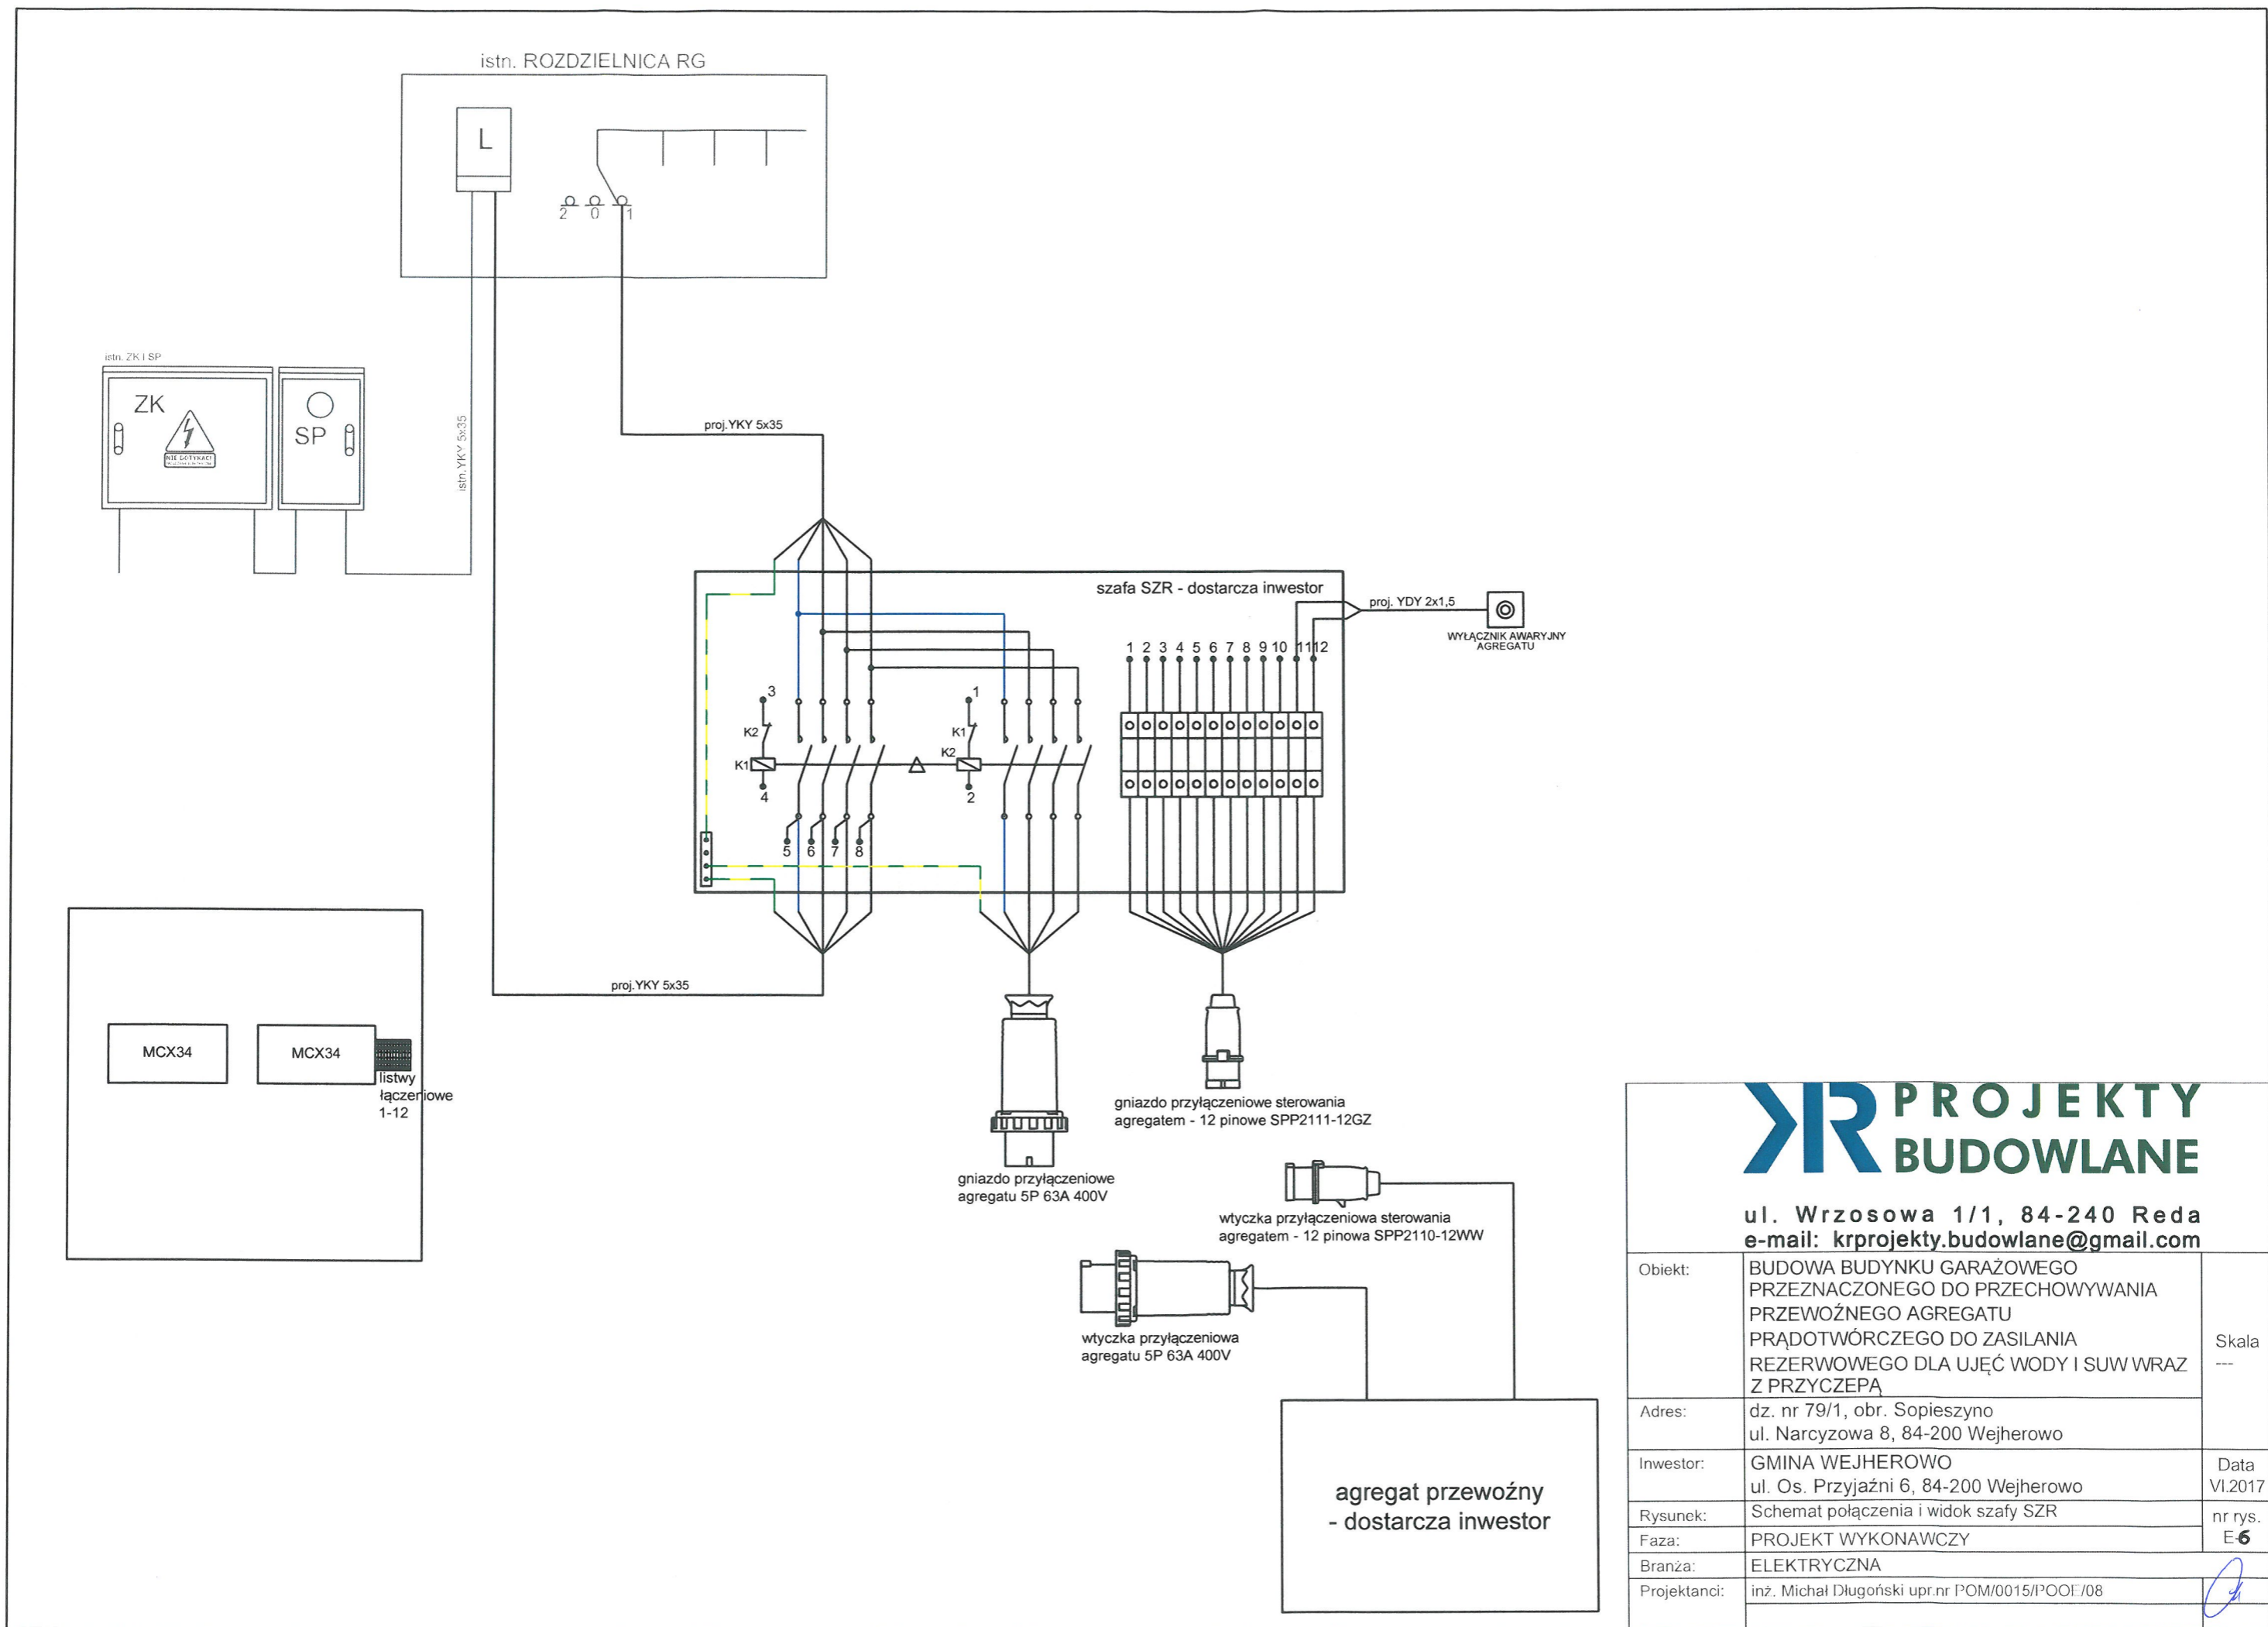 istn. ROZDZIELNICA RG
L
2 0 1
istn. ZK I SP
ZK
SP
NIE DOTYKAĆ!
istn.YKY 5x35
proj.YKY 5x35
szafa SZR - dostarcza inwestor
proj. YDY 2x1,5
WYŁĄCZNIK AWARYJNY
AGREGATU
1 2 3 4 5 6 7 8 9 10 11 12
3
K2
K1
4
1
K1
K2
2
5 6 7 8
proj.YKY 5x35
MCX34
MCX34
listwy
łączeniowe
1-12
gniazdo przyłączeniowe sterowania
agregatem - 12 pinowe SPP2111-12GZ
gniazdo przyłączeniowe
agregatu 5P 63A 400V
wtyczka przyłączeniowa sterowania
agregatem - 12 pinowa SPP2110-12WW
wtyczka przyłączeniowa
agregatu 5P 63A 400V
agregat przewoźny
- dostarcza inwestor
KR PROJEKTY
BUDOWLANE
ul. Wrzosowa 1/1, 84-240 Reda
e-mail: krprojekty.budowlane@gmail.com
Obiekt:
BUDOWA BUDYNKU GARAŻOWEGO
PRZEZNACZONEGO DO PRZECHOWYWANIA
PRZEWOŹNEGO AGREGATU
PRĄDOTWÓRCZEGO DO ZASILANIA
REZERWOWEGO DLA UJĘĆ WODY I SUW WRAZ
Z PRZYCZEPĄ
Skala
---
Adres:
dz. nr 79/1, obr. Sopieszyno
ul. Narcyzowa 8, 84-200 Wejherowo
Inwestor:
GMINA WEJHEROWO
ul. Os. Przyjaźni 6, 84-200 Wejherowo
Data
VI.2017
Rysunek:
Schemat połączenia i widok szafy SZR
nr rys.
E-6
Faza:
PROJEKT WYKONAWCZY
Branża:
ELEKTRYCZNA
Projektanci:
inż. Michał Długoński upr.nr POM/0015/POOE/08